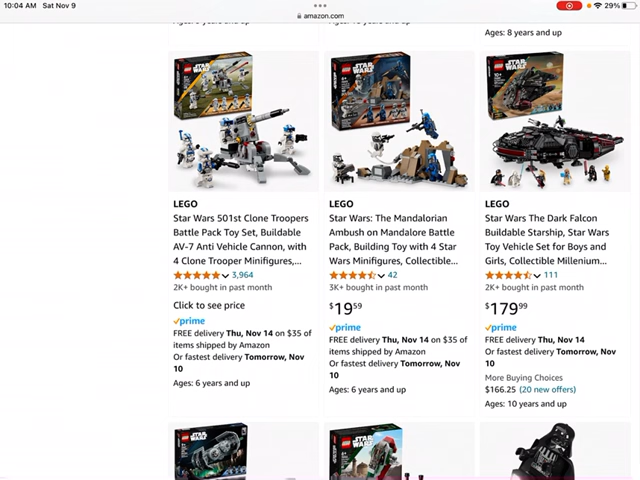 10:04 AM Sat Nov 9
29%
amazon.com
Ages: 8 years and up
LEGO
Star Wars 501st Clone Troopers
Battle Pack Toy Set, Buildable
AV-7 Anti Vehicle Cannon, with
4 Clone Trooper Minifigures,...
3,964
2K+ bought in past month
Click to see price
prime
FREE delivery Thu, Nov 14 on $35 of
items shipped by Amazon
Or fastest delivery Tomorrow, Nov
10
Ages: 6 years and up
LEGO
Star Wars: The Mandalorian
Ambush on Mandalore Battle
Pack, Building Toy with 4 Star
Wars Minifigures, Collectible...
42
3K+ bought in past month
$1959
prime
FREE delivery Thu, Nov 14 on $35 of
items shipped by Amazon
Or fastest delivery Tomorrow, Nov
10
Ages: 6 years and up
LEGO
Star Wars The Dark Falcon
Buildable Starship, Star Wars
Toy Vehicle Set for Boys and
Girls, Collectible Millenium...
111
2K+ bought in past month
$17999
prime
FREE delivery Thu, Nov 14
Or fastest delivery Tomorrow, Nov
10
More Buying Choices
$166.25 (20 new offers)
Ages: 10 years and up